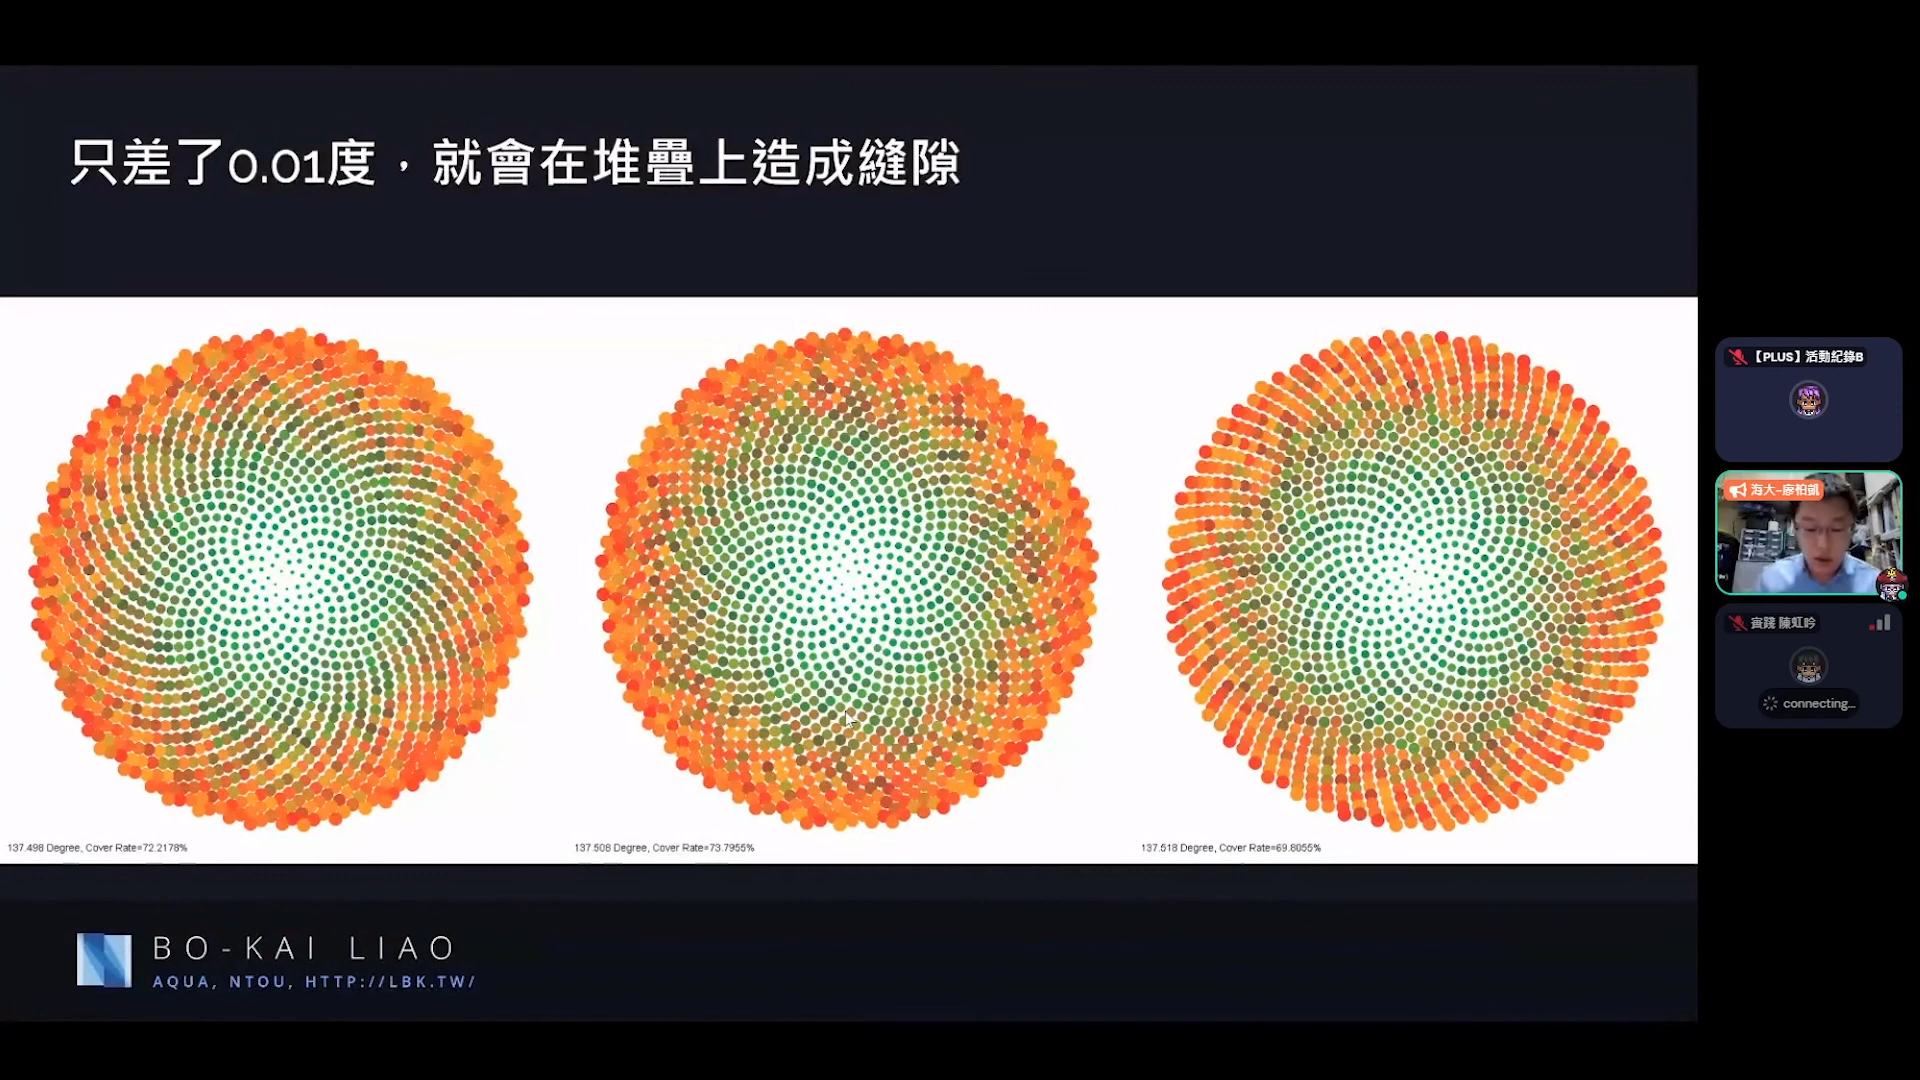 只差了0.01度，就會在堆疊上造成縫隙
137.498 Degree, Cover Rate=72.2178%
137.508 Degree, Cover Rate=73.7955%
137.518 Degree, Cover Rate=69.8055%
BO-KAI LIAO
AQUA, NTOU, HTTP://LBK.TW/
【PLUS】活動紀錄B
海大-廖柏凱
實踐 陳虹吟
connecting...